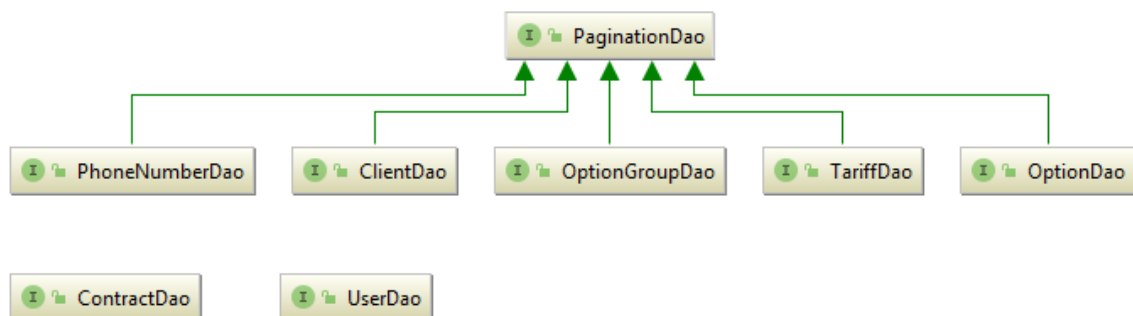 I PaginationDao
I PhoneNumberDao
I ClientDao
I OptionGroupDao
I TariffDao
I OptionDao
I ContractDao
I UserDao